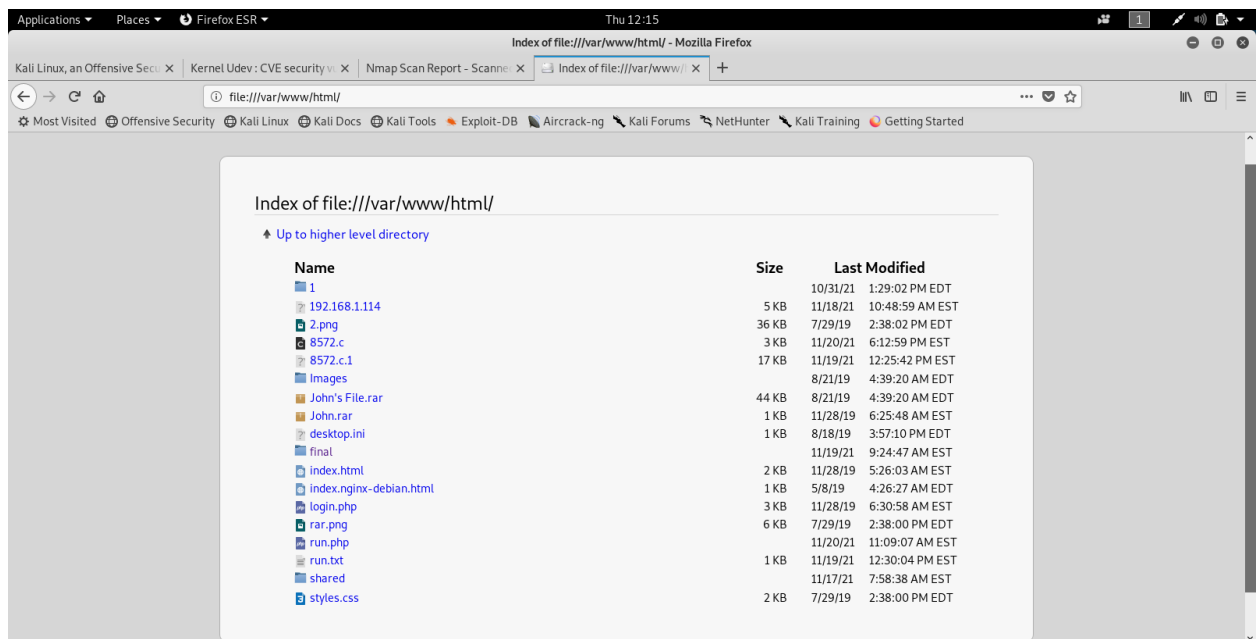 Applications Places Firefox ESR Thu 12:15 1
Index of file:///var/www/html/ - Mozilla Firefox
Kali Linux, an Offensive Secu Kernel Udev : CVE security vu Nmap Scan Report - Scanne Index of file:///var/www/h
file:///var/www/html/
Most Visited Offensive Security Kali Linux Kali Docs Kali Tools Exploit-DB Aircrack-ng Kali Forums NetHunter Kali Training Getting Started
Index of file:///var/www/html/
Up to higher level directory
Name Size Last Modified
1 10/31/21 1:29:02 PM EDT
192.168.1.114 5 KB 11/18/21 10:48:59 AM EST
2.png 36 KB 7/29/19 2:38:02 PM EDT
8572.c 3 KB 11/20/21 6:12:59 PM EST
8572.c.1 17 KB 11/19/21 12:25:42 PM EST
Images 8/21/19 4:39:20 AM EDT
John's File.rar 44 KB 8/21/19 4:39:20 AM EDT
John.rar 1 KB 11/28/19 6:25:48 AM EST
desktop.ini 1 KB 8/18/19 3:57:10 PM EDT
final 11/19/21 9:24:47 AM EST
index.html 2 KB 11/28/19 5:26:03 AM EST
index.nginx-debian.html 1 KB 5/8/19 4:26:27 AM EDT
login.php 3 KB 11/28/19 6:30:58 AM EST
rar.png 6 KB 7/29/19 2:38:00 PM EDT
run.php 11/20/21 11:09:07 AM EST
run.txt 1 KB 11/19/21 12:30:04 PM EST
shared 11/17/21 7:58:38 AM EST
styles.css 2 KB 7/29/19 2:38:00 PM EDT